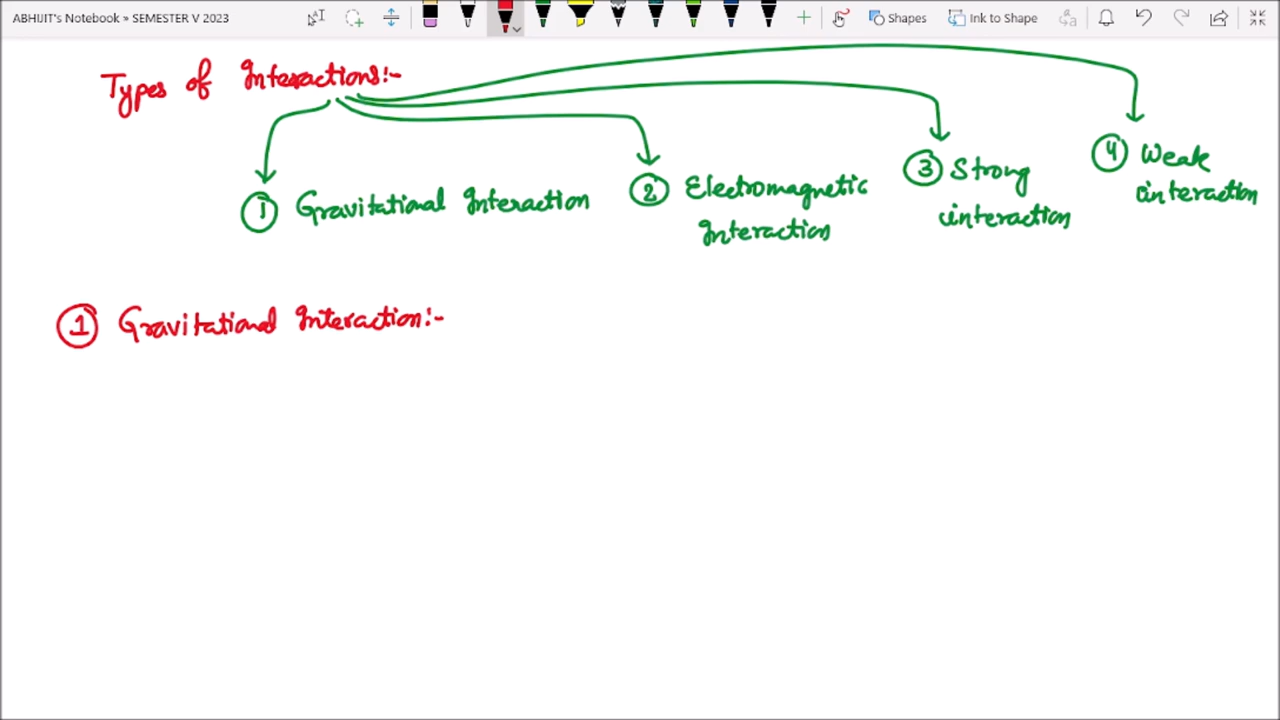 ABHIJIT's Notebook » SEMESTER V 2023
Shapes
Ink to Shape
Types of Interactions:-
① Gravitational Interaction
② Electromagnetic
Interaction
③ Strong
interaction
④ Weak
interaction
① Gravitational Interaction:-